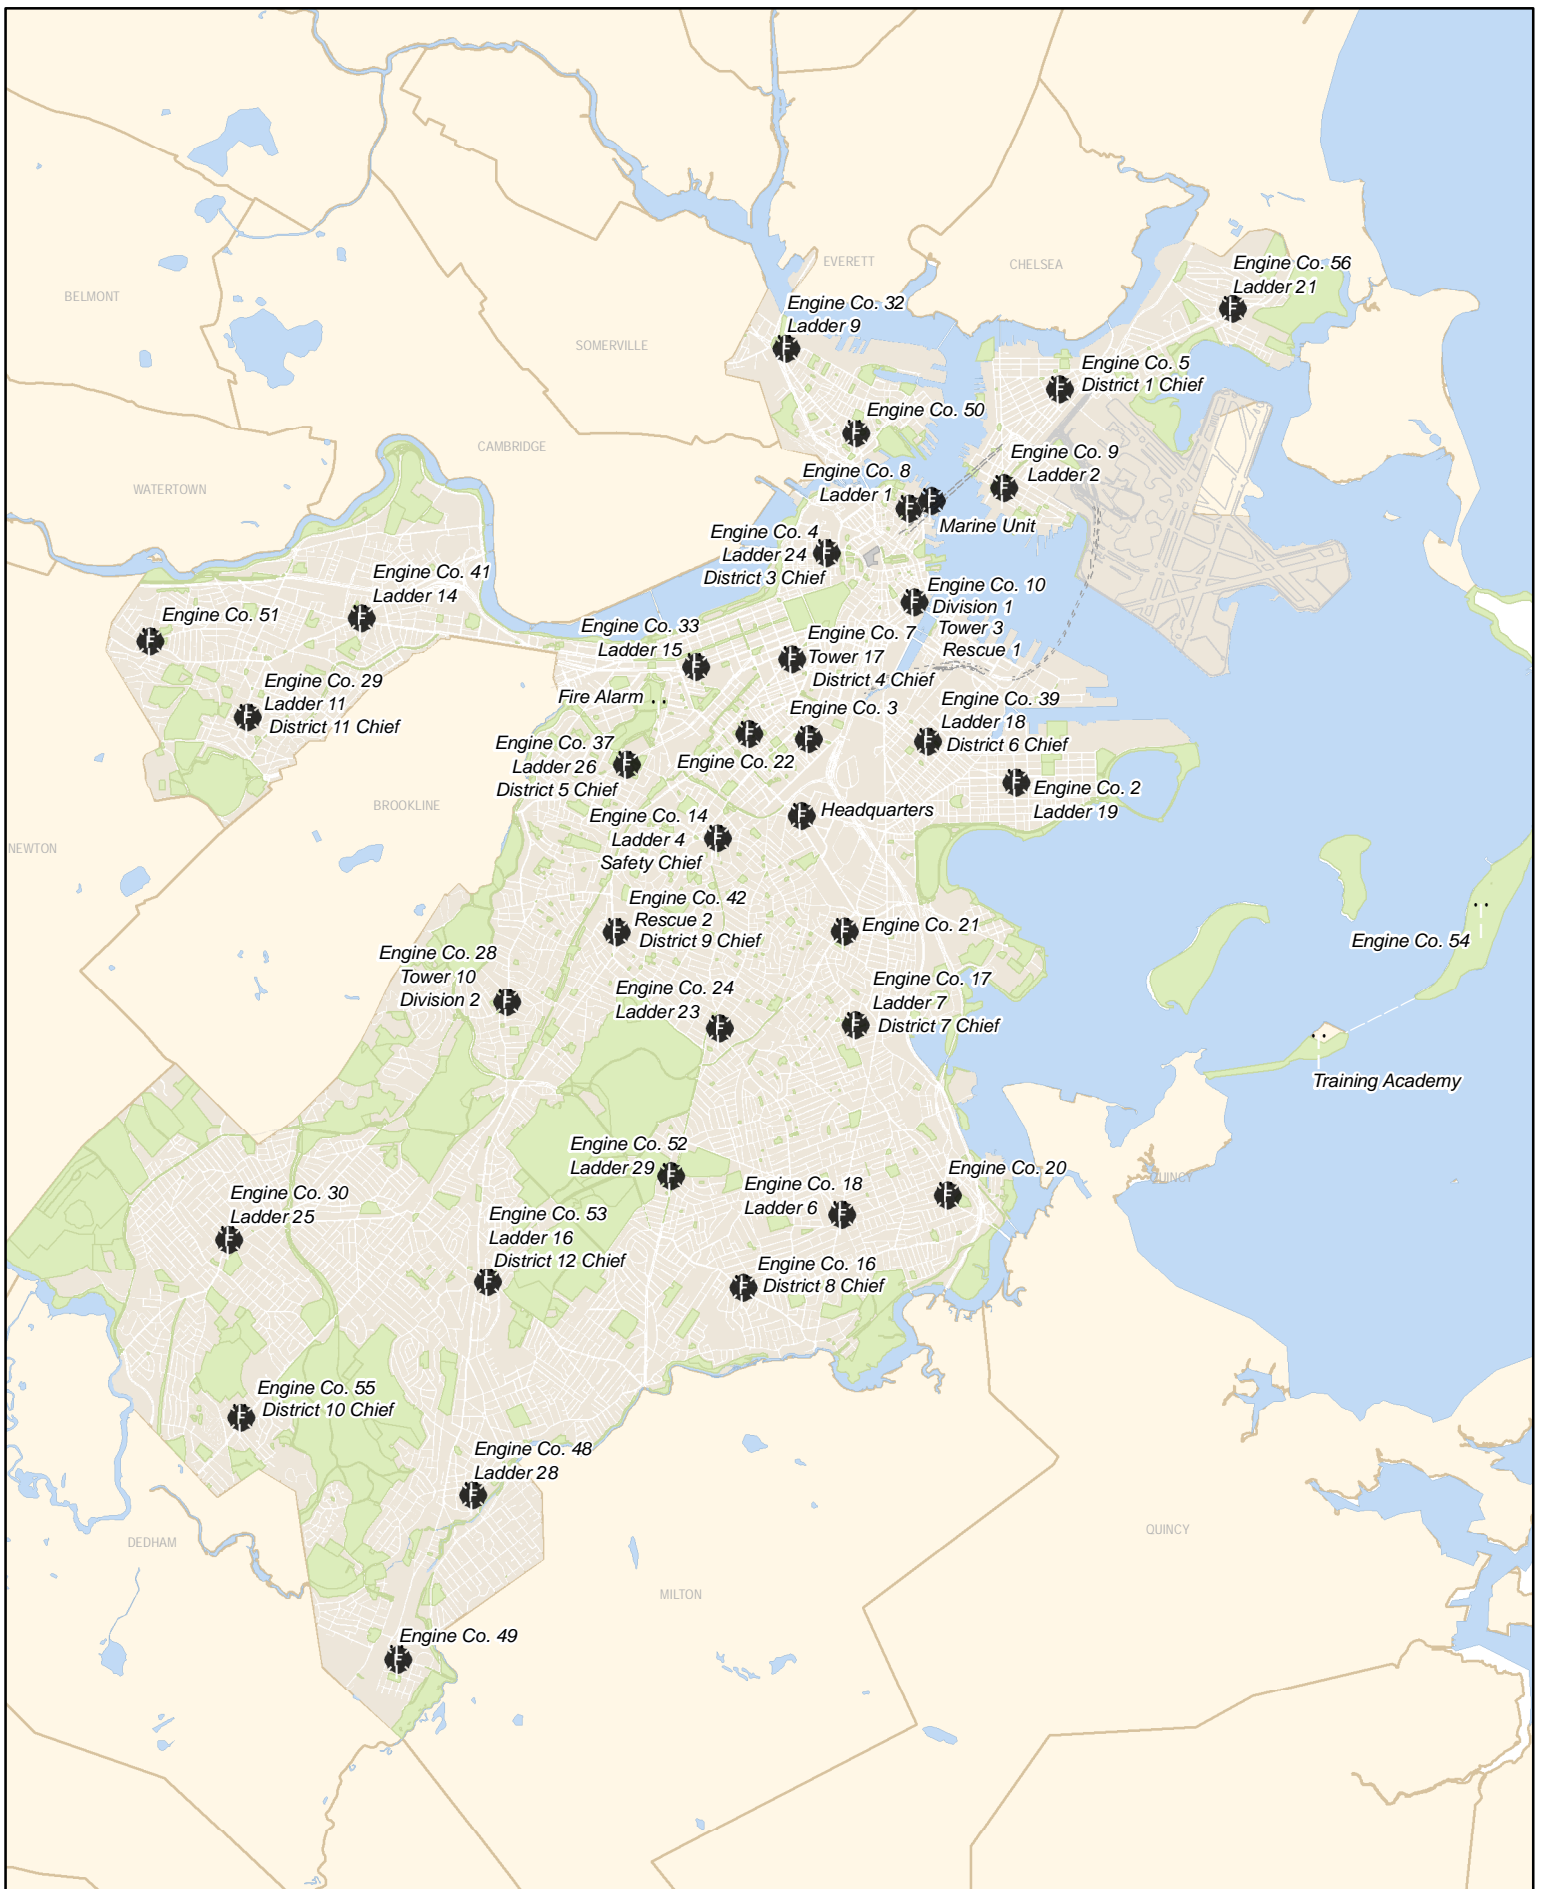 EVERETT
CHELSEA
Engine Co. 56
Ladder 21
BELMONT
Engine Co. 32
Ladder 9
SOMERVILLE
Engine Co. 5
District 1 Chief
Engine Co. 50
CAMBRIDGE
Engine Co. 9
Ladder 2
Engine Co. 8
Ladder 1
WATERTOWN
Marine Unit
Engine Co. 4
Ladder 24
District 3 Chief
Engine Co. 41
Ladder 14
Engine Co. 10
Division 1
Tower 3
Rescue 1
Engine Co. 51
Engine Co. 33
Ladder 15
Engine Co. 7
Tower 17
District 4 Chief
Engine Co. 29
Ladder 11
District 11 Chief
Fire Alarm
Engine Co. 39
Ladder 18
District 6 Chief
Engine Co. 3
Engine Co. 37
Ladder 26
District 5 Chief
Engine Co. 22
Engine Co. 2
Ladder 19
BROOKLINE
Headquarters
Engine Co. 14
Ladder 4
Safety Chief
NEWTON
Engine Co. 42
Rescue 2
District 9 Chief
Engine Co. 21
Engine Co. 54
Engine Co. 28
Tower 10
Division 2
Engine Co. 24
Ladder 23
Engine Co. 17
Ladder 7
District 7 Chief
Training Academy
Engine Co. 52
Ladder 29
Engine Co. 20
QUINCY
Engine Co. 18
Ladder 6
Engine Co. 30
Ladder 25
Engine Co. 53
Ladder 16
District 12 Chief
Engine Co. 16
District 8 Chief
Engine Co. 55
District 10 Chief
Engine Co. 48
Ladder 28
DEDHAM
QUINCY
MILTON
Engine Co. 49